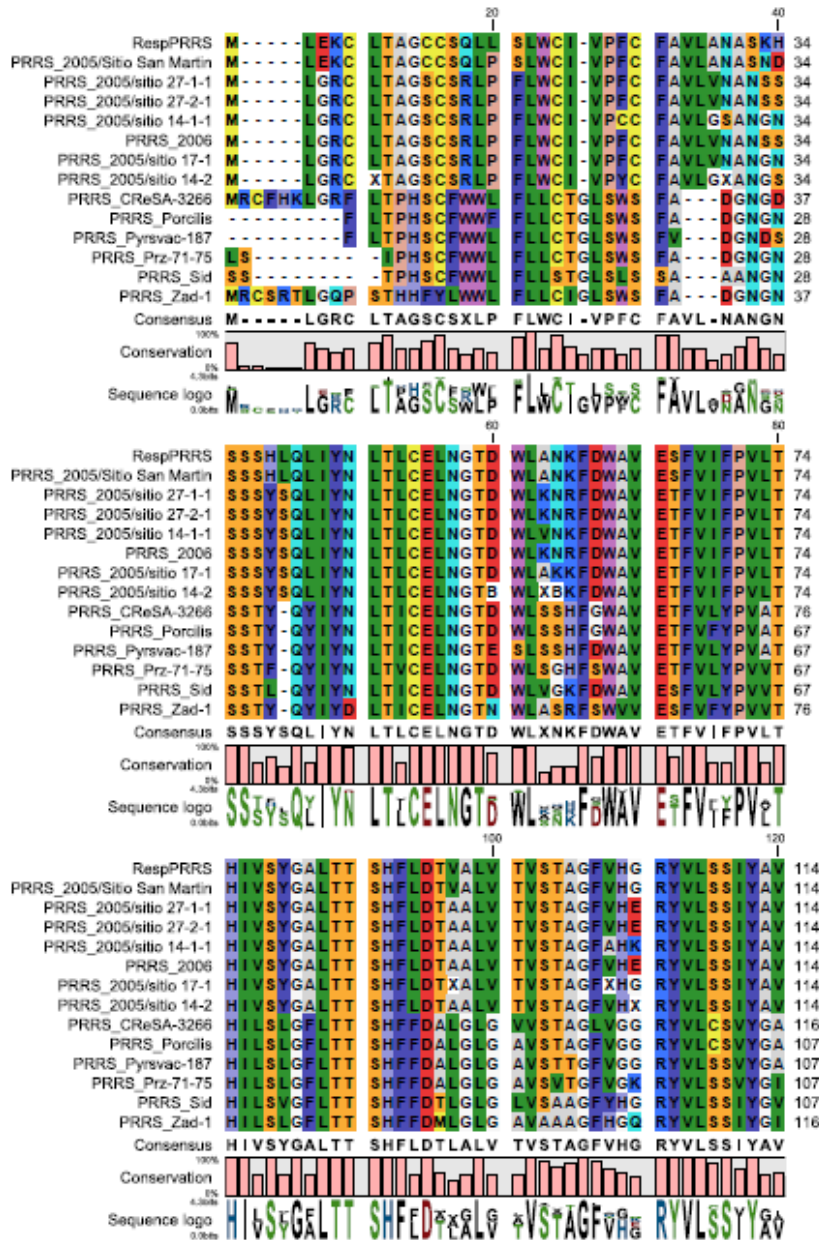 20 40
RespPRRS M-----LEKC LTAGCCSQLL SLWCI-VPFC FAVLANASKH 34
PRRS_2005/Sitio San Martin M-----LEKC LTAGCCSQLP SLWCI-VPFC FAVLANASND 34
PRRS_2005/sitio 27-1-1 M-----LGRC LTAGSCSRLP FLWCI-VPFC FAVLVNANSS 34
PRRS_2005/sitio 27-2-1 M-----LGRC LTAGSCSRLP FLWCI-VPFC FAVLVNANSS 34
PRRS_2005/sitio 14-1-1 M-----LGRC LTAGSCSRLP FLWCI-VPCC FAVLGSANGN 34
PRRS_2006 M-----LGRC LTAGSCSRLP FLWCI-VPFC FAVLVNANSS 34
PRRS_2005/sitio 17-1 M-----LGRC LTAGSCSRLP FLWCI-VPFC FAVLVNANGN 34
PRRS_2005/sitio 14-2 M-----LGRC XTAGSCSRLP FLWCI-VPYC FALLGXANGS 34
PRRS_CReSA-3266 MRCFHKLGRF LTPHSCFWWL FLLCTGLSWS FA---DGNGD 37
PRRS_Porcilis ---------F LTPHSCFWWF FLLCTGLSWS FA---DGNGN 28
PRRS_Pyrsvac-187 ---------F LTPHSCFWWL FLLCTGLSWS FV---DGNDS 28
PRRS_Prz-71-75 LS-------- -IPHSCFWWL FLLCTGLSWS FA---DGNGN 28
PRRS_Sid SS-------- -TPHSCFWWL FLLSTGLSLS SA---AANGN 28
PRRS_Zad-1 MRCSRTLGQP STHHFYLWWL FLLCIGLSWS FA---DGNGN 37
Consensus M-----LGRC LTAGSCSXLP FLWCI-VPFC FAVL-NANGN
100%
Conservation
0%
4.3bits
Sequence logo
0.0bits
60 80
RespPRRS SSSHLQLIYN LTLCELNGTD WLANKFDWAV ESFVIFPVLT 74
PRRS_2005/Sitio San Martin SSSHLQLIYN LTLCELNGTD WLANKFDWAV ESFVIFPVLT 74
PRRS_2005/sitio 27-1-1 SSSYSQLIYN LTLCELNGTD WLKNRFDWAV ETFVIFPVLT 74
PRRS_2005/sitio 27-2-1 SSSYSQLIYN LTLCELNGTD WLKNRFDWAV ETFVIFPVLT 74
PRRS_2005/sitio 14-1-1 SSSYSQLIYN LTLCELNGTD WLVNKFDWAV ETFVIFPVLT 74
PRRS_2006 SSSYSQLIYN LTLCELNGTD WLKNRFDWAV ETFVIFPVLT 74
PRRS_2005/sitio 17-1 SSSYSQLIYN LTLCELNGTD WLAKKFDWAV ETFVIFPVLT 74
PRRS_2005/sitio 14-2 SSSYSQLIYN LTLCELNGTB WLXBKFDWAV ETFVIFPVLT 74
PRRS_CReSA-3266 SSTY-QYIYN LTICELNGTD WLSSHFGWAV ETFVLYPVAT 76
PRRS_Porcilis SSTY-QYIYN LTICELNGTD WLSSHFGWAV ETFVFYPVAT 67
PRRS_Pyrsvac-187 SSTY-QYIYN LTICELNGTE SLSSHFDWAV ETFVLYPVAT 67
PRRS_Prz-71-75 SSTF-QYIYN LTVCELNGTD WLSGHFSWAV ETFVLYPVVT 67
PRRS_Sid SSTL-QYIYN LTICELNGTD WLVGKFDWAV ESFVLYPVVT 67
PRRS_Zad-1 SSTY-QYIYD LTICELNGTN WLASRFSWVV ETFVFYPVVT 76
Consensus SSSYSQLIYN LTLCELNGTD WLXNKFDWAV ETFVIFPVLT
100%
Conservation
0%
4.3bits
Sequence logo
0.0bits
100 120
RespPRRS HIVSYGALTT SHFLDTVALV TVSTAGFVHG RYVLSSIYAV 114
PRRS_2005/Sitio San Martin HIVSYGALTT SHFLDTVALV TVSTAGFVHG RYVLSSIYAV 114
PRRS_2005/sitio 27-1-1 HIVSYGALTT SHFLDTAALV TVSTAGFVHE RYVLSSIYAV 114
PRRS_2005/sitio 27-2-1 HIVSYGALTT SHFLDTAALV TVSTAGFVHE RYVLSSIYAV 114
PRRS_2005/sitio 14-1-1 HIVSYGALTT SHFLDTAALV TVSTAGFAHK RYVLSSIYAV 114
PRRS_2006 HIVSYGALTT SHFLDTAALV TVSTAGFVHE RYVLSSIYAV 114
PRRS_2005/sitio 17-1 HIVSYGALTT SHFLDTXALV TVSTAGFXHG RYVLSSIYAV 114
PRRS_2005/sitio 14-2 HIVSYGALTT SHFLDTAALV TVSTAGFVHX RYVLSSIYAV 114
PRRS_CReSA-3266 HILSLGFLTT SHFFDALGLG VVSTAGLVGG RYVLCSVYGA 116
PRRS_Porcilis HILSLGFLTT SHFFDALGLG AVSTAGFVGG RYVLCSVYGA 107
PRRS_Pyrsvac-187 HILSLGFLTT SHFFDALGLG AVSTTGFVGG RYVLSSVYGA 107
PRRS_Prz-71-75 HILSLGFLTT SHFFDALGLG AVSVTGFVGK RYVLSSVYGI 107
PRRS_Sid HILSVGFLTT SHFFDTLGLG LVSAAGFYHG RYVLSSVYGV 107
PRRS_Zad-1 HILSLGFLTT SHFFDMLGLG AVAAAGFHGQ RYVLSSIYGI 116
Consensus HIVSYGALTT SHFLDTLALV TVSTAGFVHG RYVLSSIYAV
100%
Conservation
0%
4.3bits
Sequence logo
0.0bits